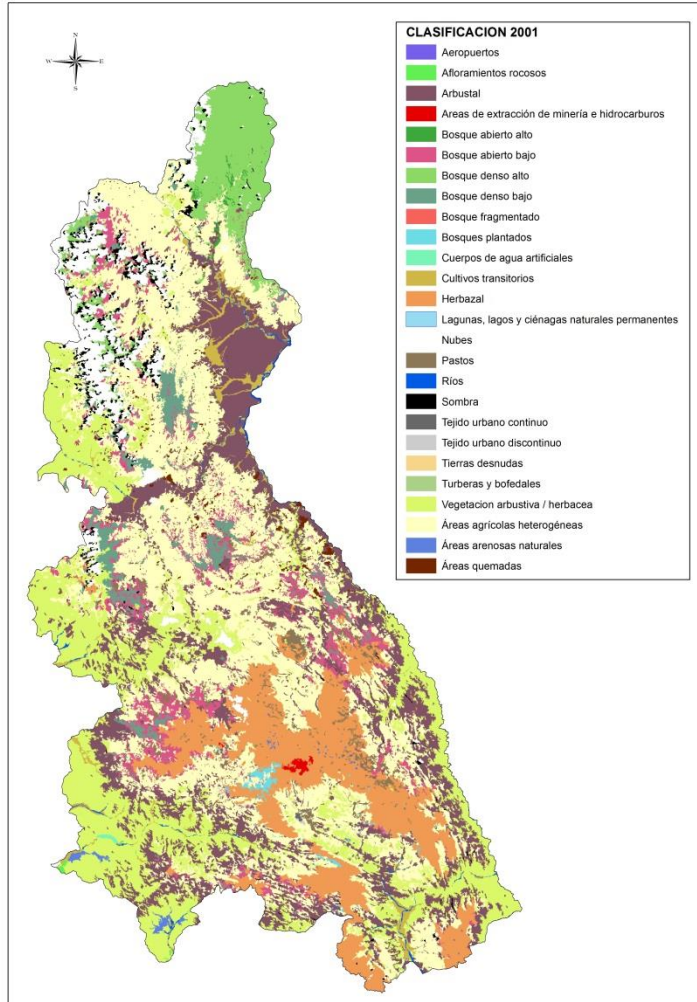 N
W E
S
CLASIFICACION 2001
Aeropuertos
Afloramientos rocosos
Arbustal
Areas de extracción de minería e hidrocarburos
Bosque abierto alto
Bosque abierto bajo
Bosque denso alto
Bosque denso bajo
Bosque fragmentado
Bosques plantados
Cuerpos de agua artificiales
Cultivos transitorios
Herbazal
Lagunas, lagos y ciénagas naturales permanentes
Nubes
Pastos
Ríos
Sombra
Tejido urbano continuo
Tejido urbano discontinuo
Tierras desnudas
Turberas y bofedales
Vegetacion arbustiva / herbacea
Áreas agrícolas heterogéneas
Áreas arenosas naturales
Áreas quemadas